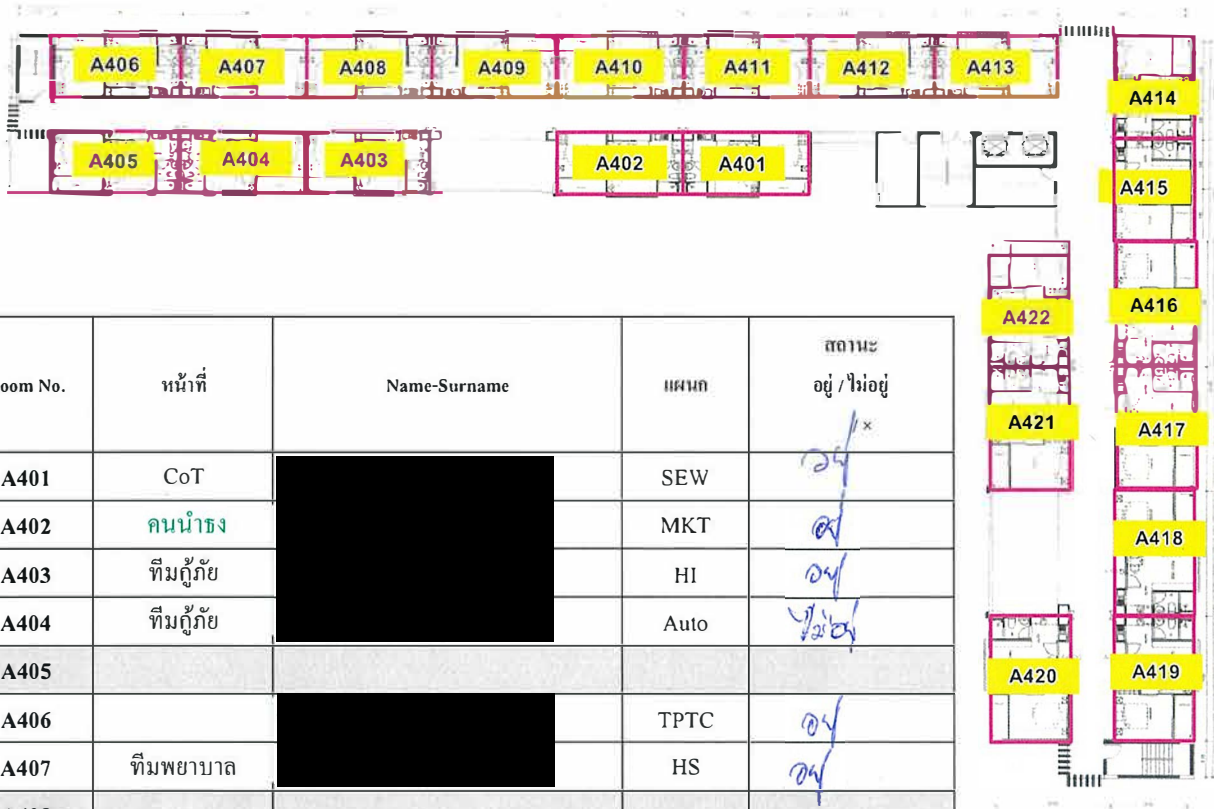 A406 A407 A408 A409 A410 A411 A412 A413
A414
A405 A404 A403 A402 A401
A415
A422
A416
A421
A417
A418
A420
A419
oom No. หน้าที่ Name-Surname แผนก สถานะ
อยู่ / ไม่อยู่
/ ×
A401 CoT SEW อยู่
A402 คนนำธง MKT อยู่
A403 ทีมกู้ภัย HI อยู่
A404 ทีมกู้ภัย Auto ไม่อยู่
A405
A406 TPTC อยู่
A407 ทีมพยาบาล HS อยู่